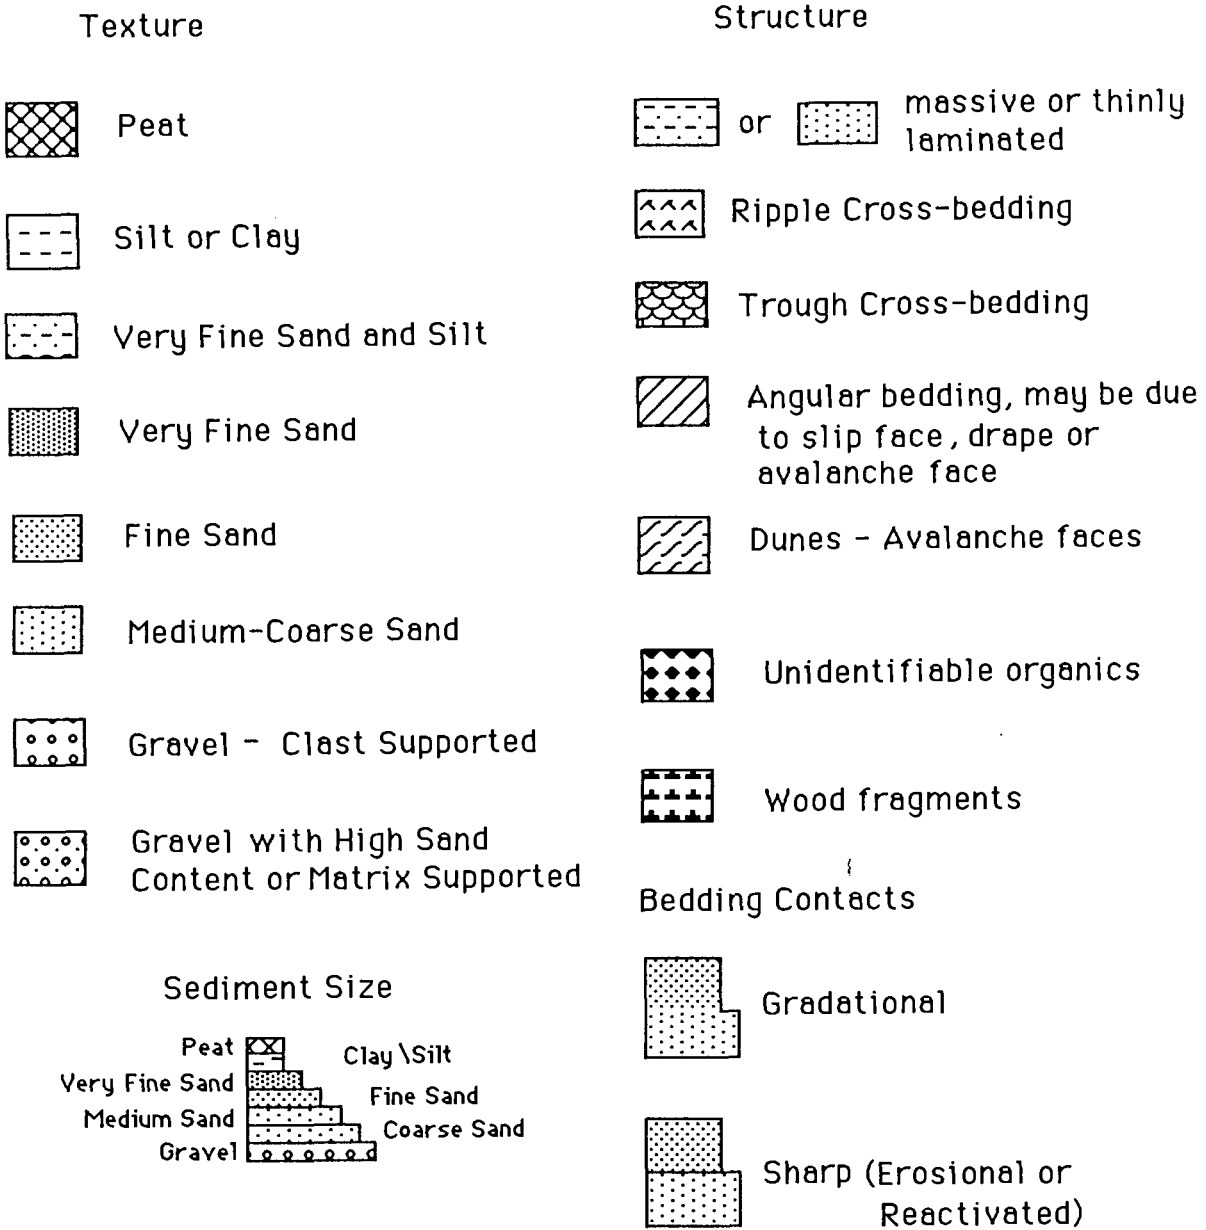 Texture
Peat
Silt or Clay
Very Fine Sand and Silt
Very Fine Sand
Fine Sand
Medium-Coarse Sand
Gravel - Clast Supported
Gravel with High Sand
Content or Matrix Supported
Sediment Size
Peat
Clay\Silt
Very Fine Sand
Fine Sand
Medium Sand
Coarse Sand
Gravel
Structure
or
massive or thinly
laminated
Ripple Cross-bedding
Trough Cross-bedding
Angular bedding, may be due
to slip face, drape or
avalanche face
Dunes - Avalanche faces
Unidentifiable organics
Wood fragments
Bedding Contacts
Gradational
Sharp (Erosional or
Reactivated)